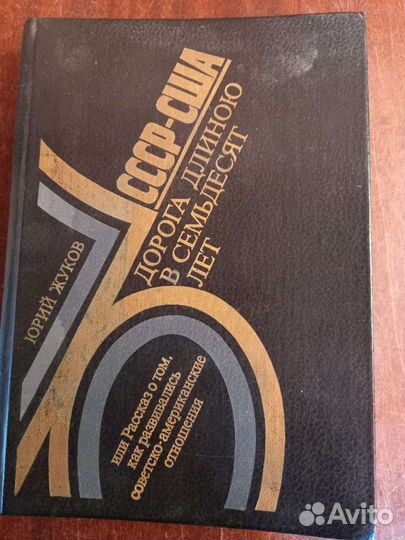 ЮРИЙ ЖУКОВ
СССР-США
ДОРОГА ДЛИНОЮ
В СЕМЬДЕСЯТ
ЛЕТ
или Рассказ о том,
как развивались
советско-американские
отношения
Avito